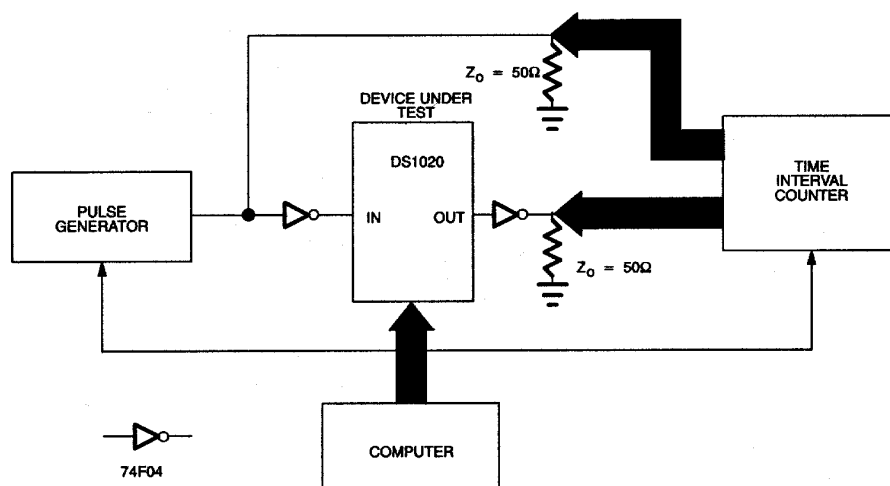 Z₀ = 50Ω
DEVICE UNDER
TEST
DS1020
TIME
INTERVAL
COUNTER
PULSE
GENERATOR
IN
OUT
Z₀ = 50Ω
COMPUTER
74F04